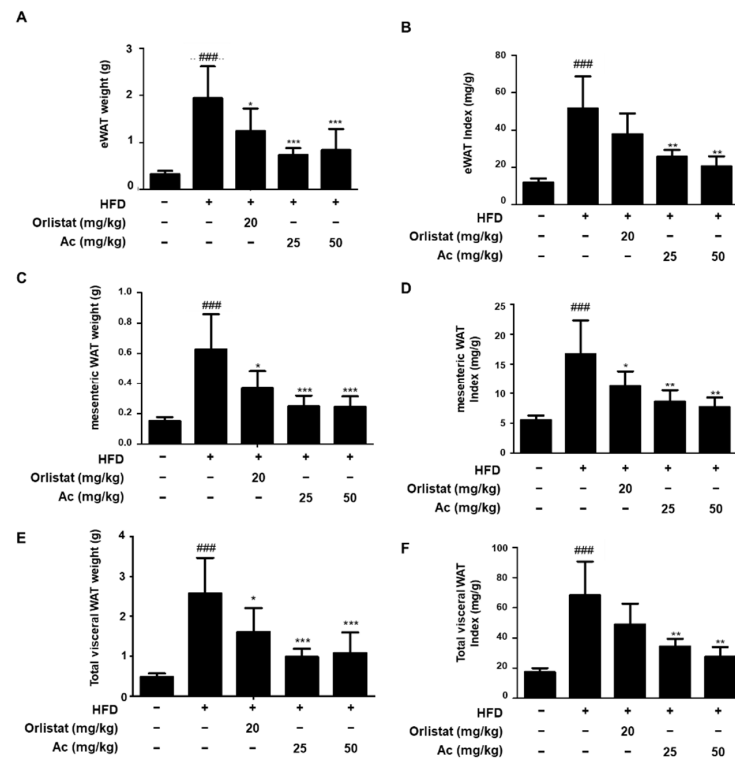 A
eWAT weight (g)
3
2
1
0
###
*
***
***
HFD − + + + +
Orlistat (mg/kg) − − 20 − −
Ac (mg/kg) − − − 25 50
B
eWAT Index (mg/g)
80
60
40
20
0
###
**
**
HFD − + + + +
Orlistat (mg/kg) − − 20 − −
Ac (mg/kg) − − − 25 50
C
mesenteric WAT weight (g)
1.0
0.8
0.6
0.4
0.2
0.0
###
*
***
***
HFD − + + + +
Orlistat (mg/kg) − − 20 − −
Ac (mg/kg) − − − 25 50
D
mesenteric WAT
Index (mg/g)
25
20
15
10
5
0
###
*
**
**
HFD − + + + +
Orlistat (mg/kg) − − 20 − −
Ac (mg/kg) − − − 25 50
E
Total visceral WAT weight (g)
4
3
2
1
0
###
*
***
***
HFD − + + + +
Orlistat (mg/kg) − − 20 − −
Ac (mg/kg) − − − 25 50
F
Total visceral WAT
Index (mg/g)
100
80
60
40
20
0
###
**
**
HFD − + + + +
Orlistat (mg/kg) − − 20 − −
Ac (mg/kg) − − − 25 50